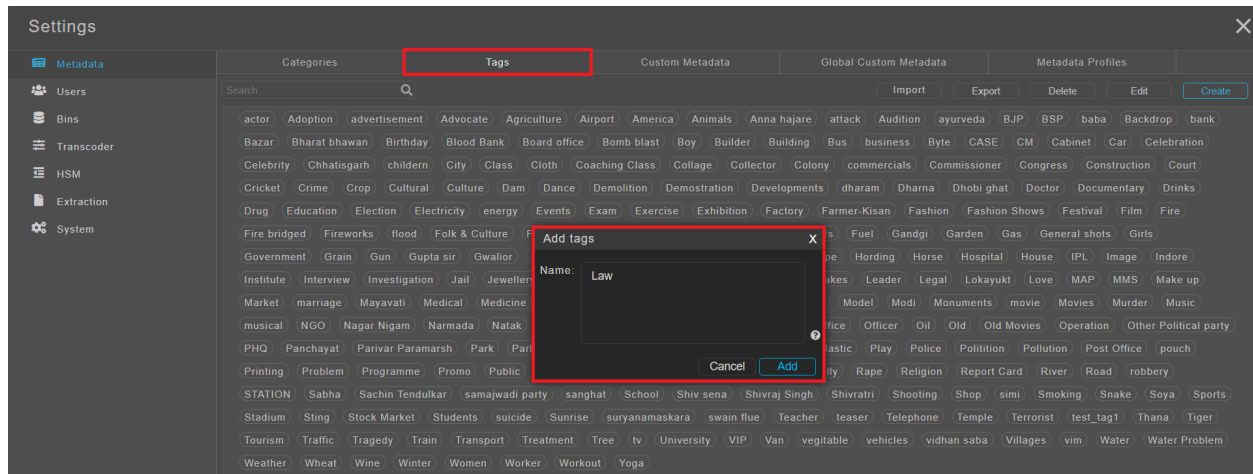 Settings X
Metadata Categories Tags Custom Metadata Global Custom Metadata Metadata Profiles
Users Search Import Export Delete Edit Create
Bins
Transcoder
HSM
Extraction
System
actor Adoption advertisement Advocate Agriculture Airport America Animals Anna hajare attack Audition ayurveda BJP BSP baba Backdrop bank
Bazar Bharat bhawan Birthday Blood Bank Board office Bomb blast Boy Builder Building Bus business Byte CASE CM Cabinet Car Celebration
Celebrity Chhatisgarh childern City Class Cloth Coaching Class Collage Collector Colony commercials Commissioner Congress Construction Court
Cricket Crime Crop Cultural Culture Dam Dance Demolition Demostration Developments dharam Dharna Dhobi ghat Doctor Documentary Drinks
Drug Education Election Electricity energy Events Exam Exercise Exhibition Factory Farmer-Kisan Fashion Fashion Shows Festival Film Fire
Fire bridged Fireworks flood Folk & Culture Fuel Gandgi Garden Gas General shots Girls
Government Grain Gun Gupta sir Gwalior Hording Horse Hospital House IPL Image Indore
Institute Interview Investigation Jail Leader Legal Lokayukt Love MAP MMS Make up
Market marriage Mayavati Medical Medicine Model Modi Monuments movie Movies Murder Music
musical NGO Nagar Nigam Narmada Natak Officer Oil Old Old Movies Operation Other Political party
PHQ Panchayat Parivar Paramarsh Park Play Police Politition Pollution Post Office pouch
Printing Problem Programme Promo Public Rape Religion Report Card River Road robbery
STATION Sabha Sachin Tendulkar samajwadi party sanghat School Shiv sena Shivraj Singh Shivratri Shooting Shop simi Smoking Snake Soya Sports
Stadium Sting Stock Market Students suicide Sunrise suryanamaskara swain flue Teacher teaser Telephone Temple Terrorist test_tag1 Thana Tiger
Tourism Traffic Tragedy Train Transport Treatment Tree tv University VIP Van vegitable vehicles vidhan saba Villages vim Water Water Problem
Weather Wheat Wine Winter Women Worker Workout Yoga
Add tags X
Name: Law
Cancel Add